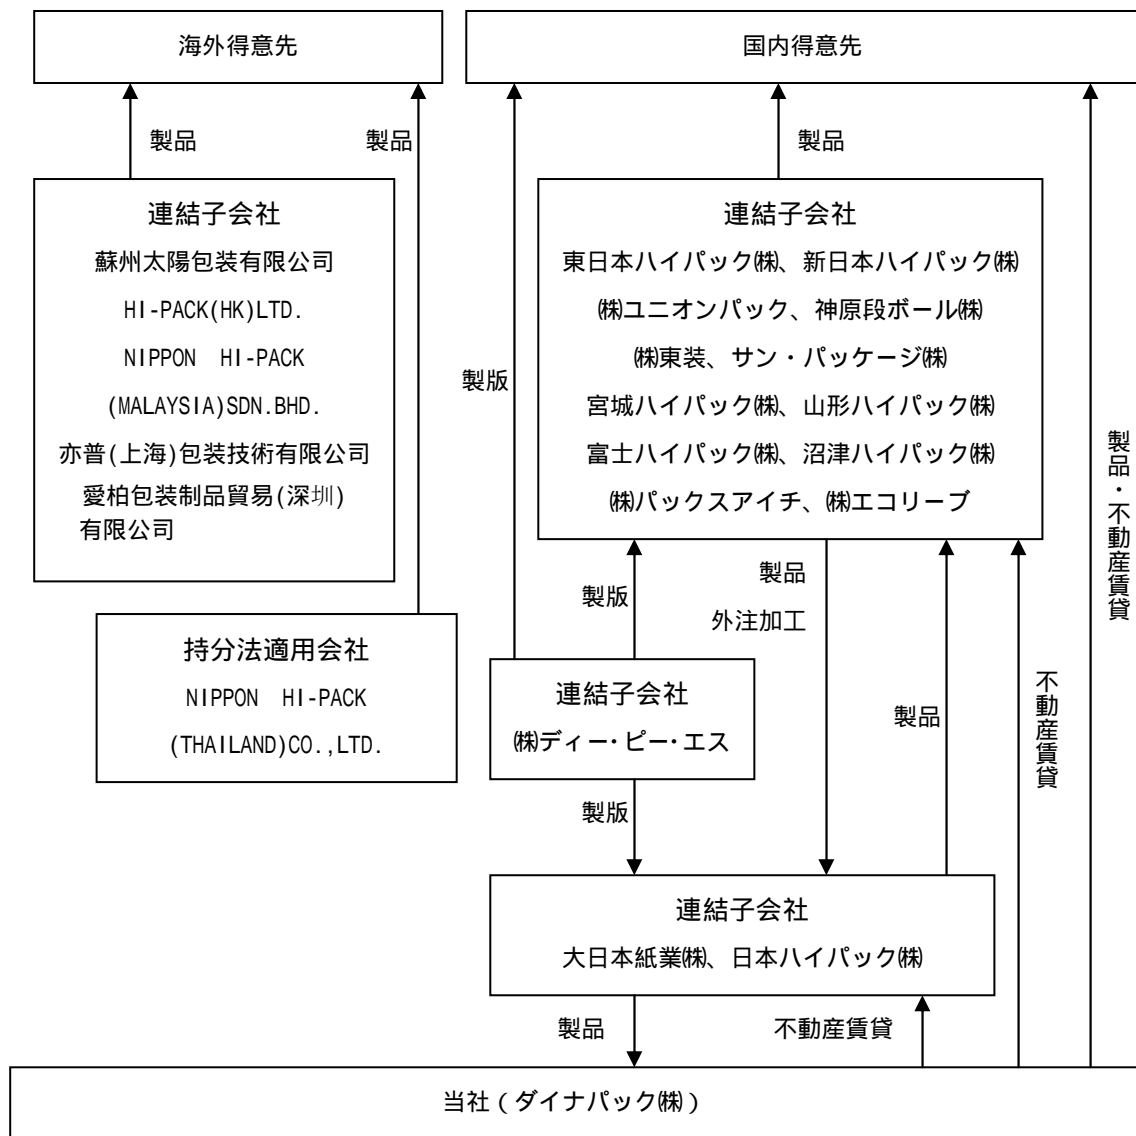 海外得意先
国内得意先
製品
製品
製品
連結子会社
蘇州太陽包装有限公司
HI-PACK(HK)LTD.
NIPPON HI-PACK
(MALAYSIA)SDN.BHD.
亦普(上海)包装技術有限公司
愛柏包装制品貿易(深圳)
有限公司
製版
連結子会社
東日本ハイパック㈱、新日本ハイパック㈱
㈱ユニオンパック、神原段ボール㈱
㈱東装、サン・パッケージ㈱
宮城ハイパック㈱、山形ハイパック㈱
富士ハイパック㈱、沼津ハイパック㈱
㈱パックスアイチ、㈱エコリーブ
製品・不動産賃貸
持分法適用会社
NIPPON HI-PACK
(THAILAND)CO.,LTD.
製版
製品
外注加工
連結子会社
㈱ディー・ピー・エス
製品
不動産賃貸
製版
連結子会社
大日本紙業㈱、日本ハイパック㈱
製品
不動産賃貸
当社(ダイナパック㈱)